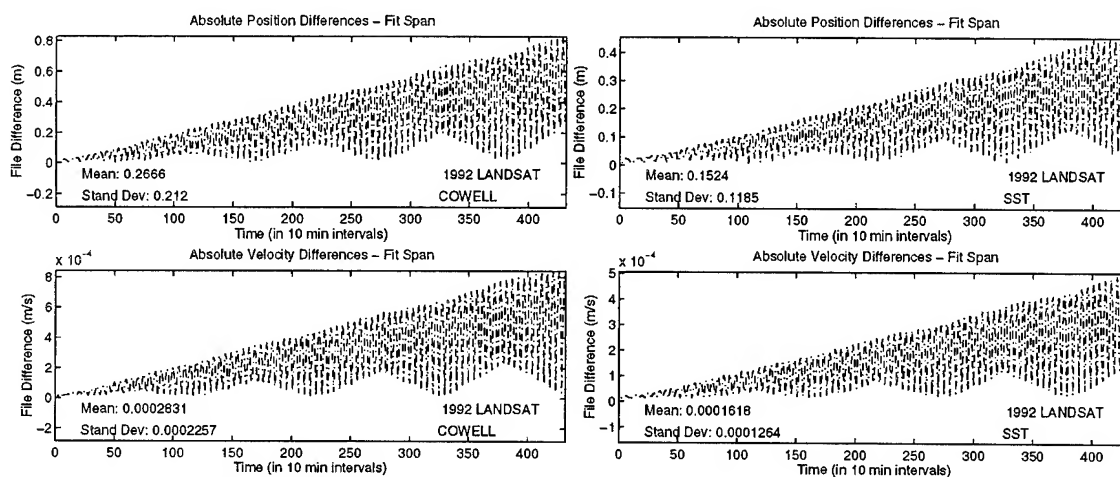 Absolute Position Differences – Fit Span
File Difference (m)
0.8
0.6
0.4
0.2
0
−0.2
Mean: 0.2666
Stand Dev: 0.212
1992 LANDSAT
COWELL
0 50 100 150 200 250 300 350 400
Time (in 10 min intervals)
Absolute Position Differences – Fit Span
File Difference (m)
0.4
0.3
0.2
0.1
0
−0.1
Mean: 0.1524
Stand Dev: 0.1185
1992 LANDSAT
SST
0 50 100 150 200 250 300 350 400
Time (in 10 min intervals)
Absolute Velocity Differences – Fit Span
x 10⁻⁴
File Difference (m/s)
8
6
4
2
0
−2
Mean: 0.0002831
Stand Dev: 0.0002257
1992 LANDSAT
COWELL
0 50 100 150 200 250 300 350 400
Time (in 10 min intervals)
Absolute Velocity Differences – Fit Span
x 10⁻⁴
File Difference (m/s)
5
4
3
2
1
0
−1
Mean: 0.0001618
Stand Dev: 0.0001264
1992 LANDSAT
SST
0 50 100 150 200 250 300 350 400
Time (in 10 min intervals)